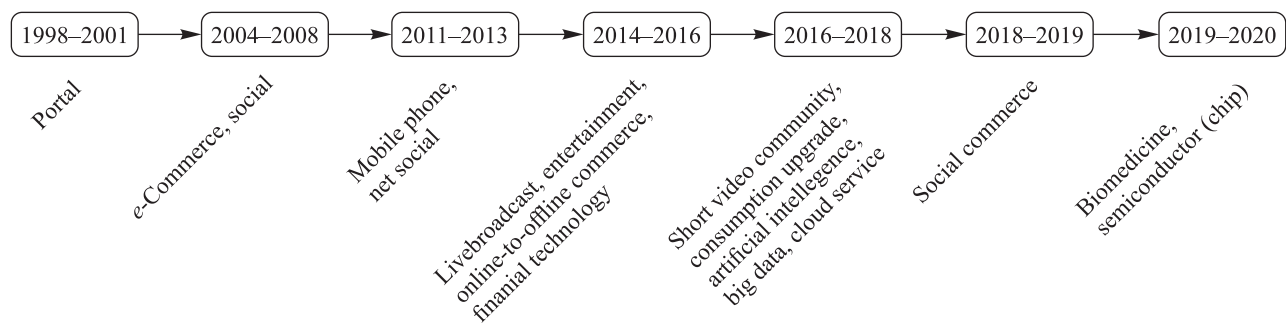 1998–2001
2004–2008
2011–2013
2014–2016
2016–2018
2018–2019
2019–2020
Portal
e-Commerce, social
Mobile phone,
net social
Livebroadcast, entertainment,
online-to-offline commerce,
finanial technology
Short video community,
consumption upgrade,
artificial intellegence,
big data, cloud service
Social commerce
Biomedicine,
semiconductor (chip)